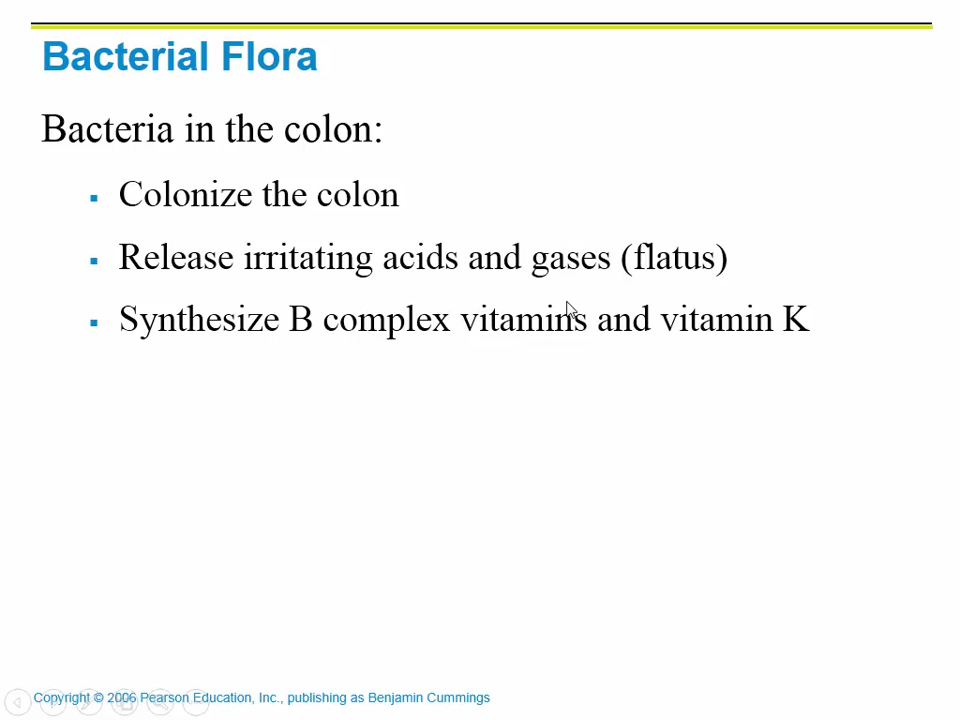 Bacterial Flora
Bacteria in the colon:
Colonize the colon
Release irritating acids and gases (flatus)
Synthesize B complex vitamins and vitamin K
Copyright © 2006 Pearson Education, Inc., publishing as Benjamin Cummings